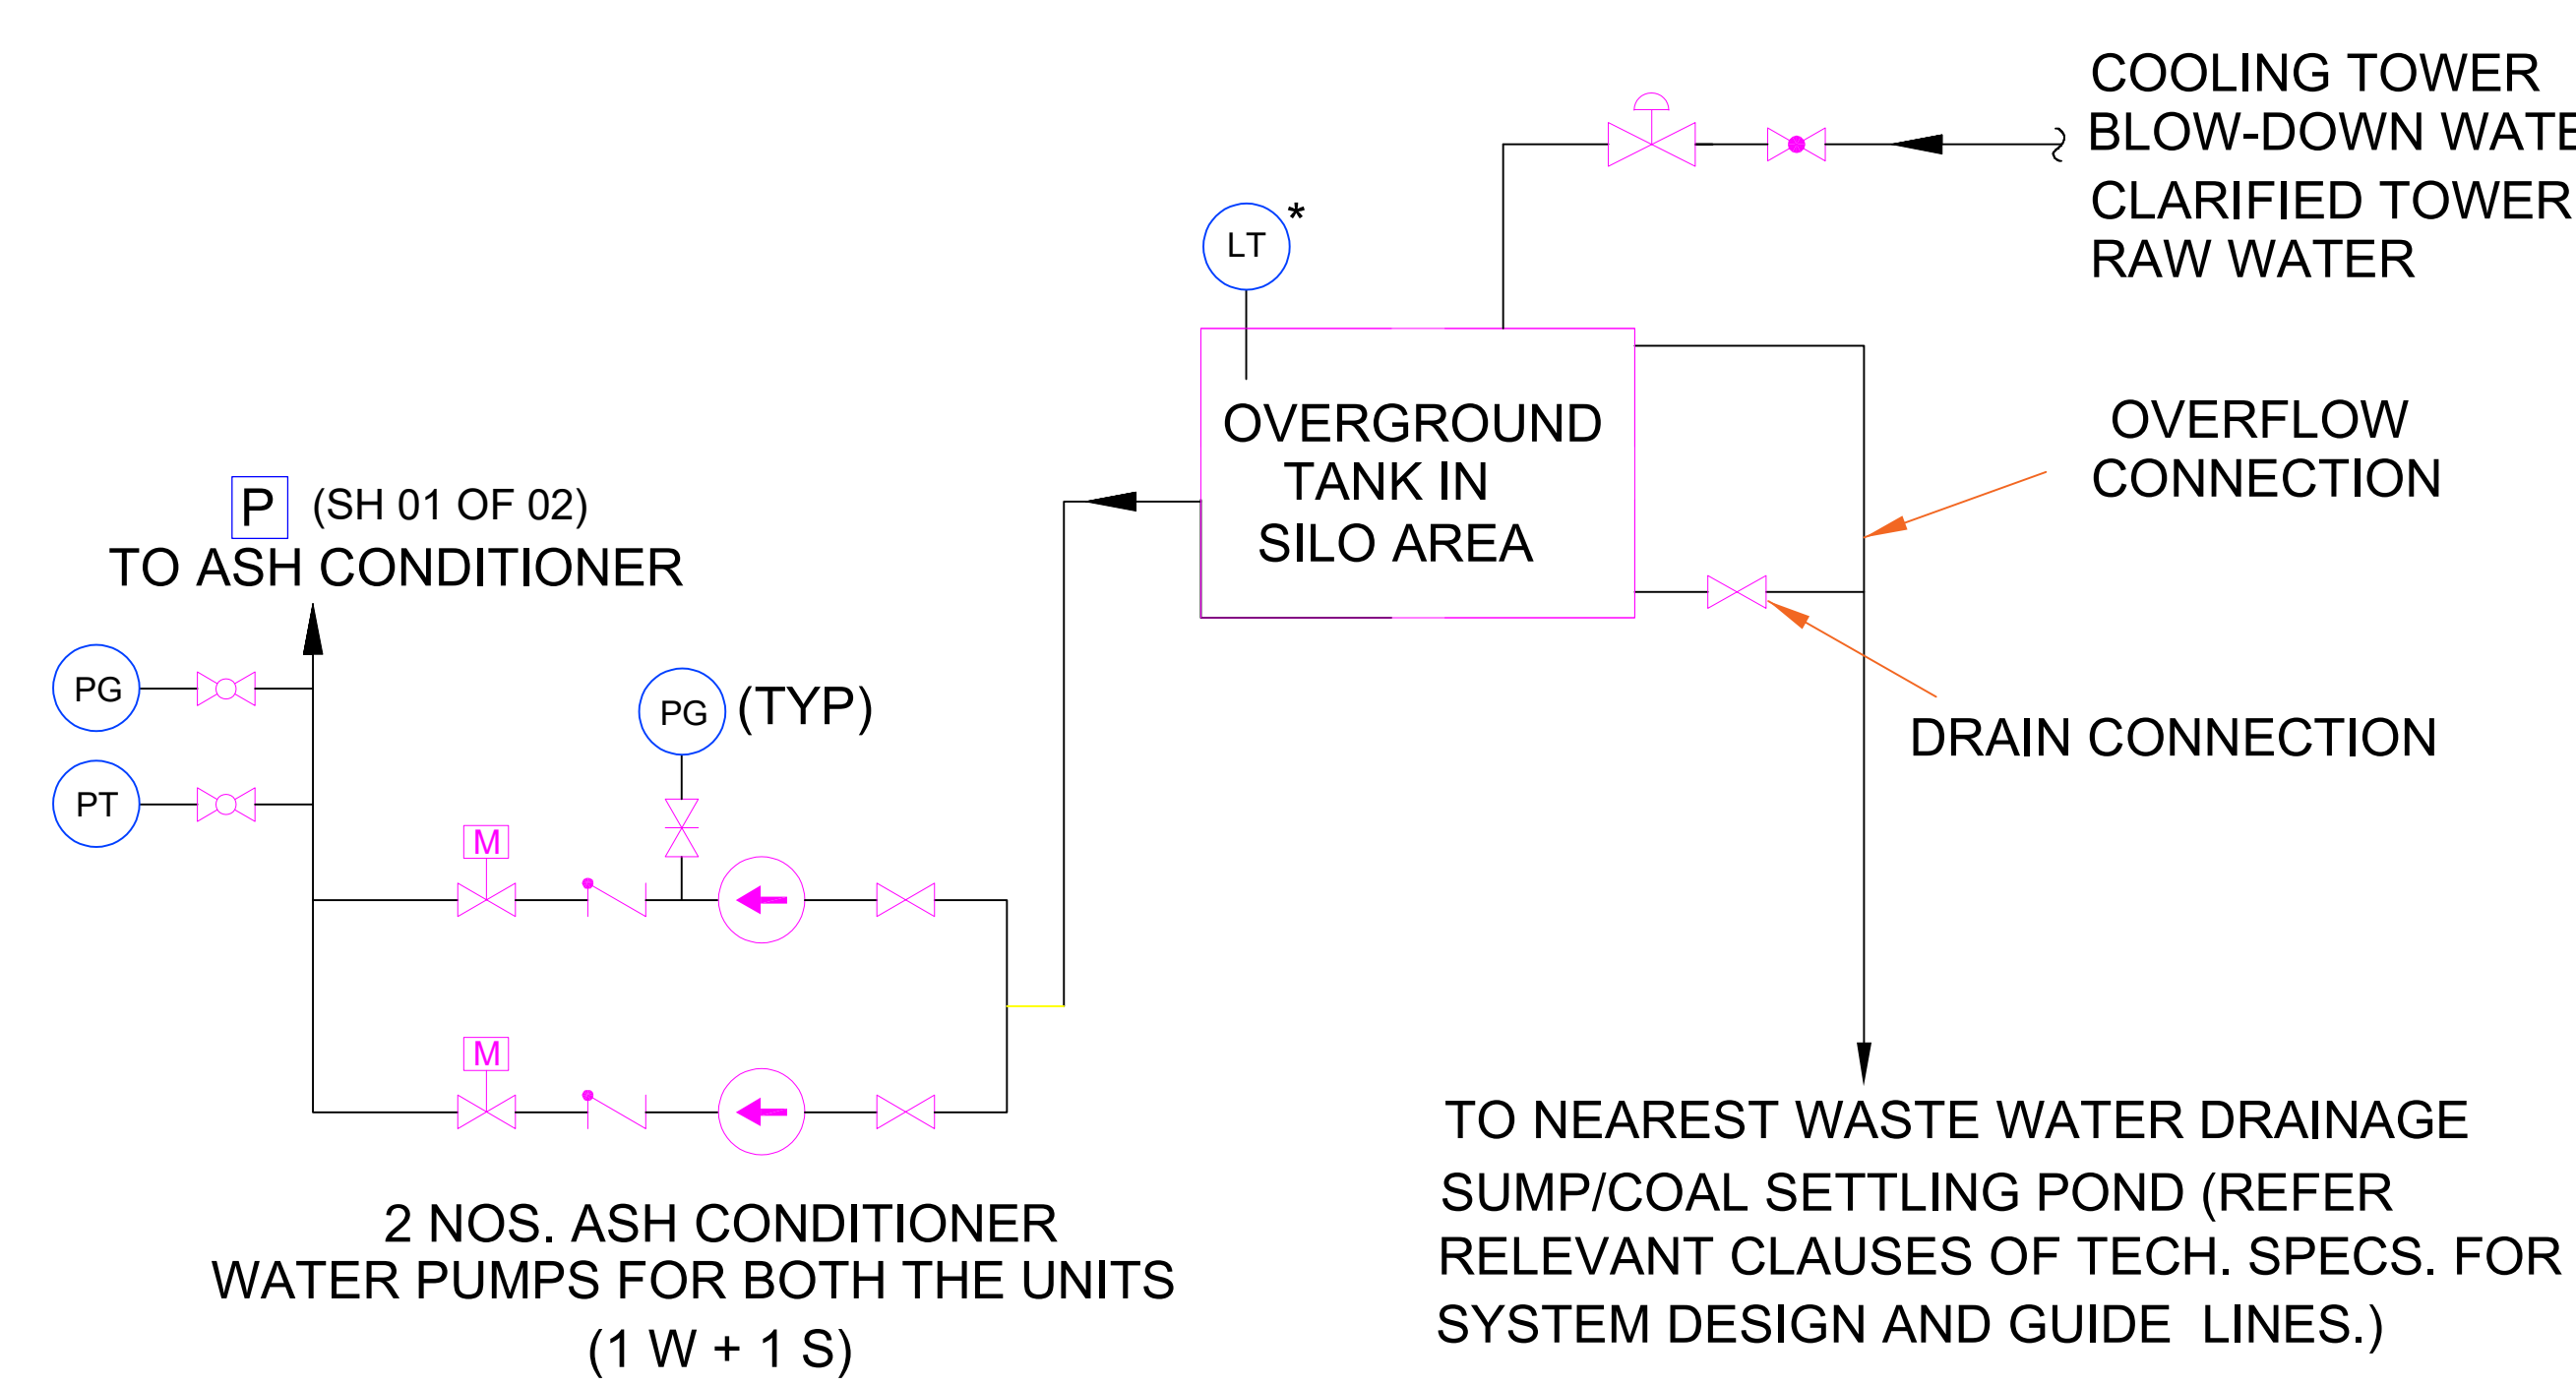 COOLING TOWER
BLOW-DOWN WATE
CLARIFIED TOWER
RAW WATER
LT *
OVERGROUND
TANK IN
SILO AREA
OVERFLOW
CONNECTION
DRAIN CONNECTION
P (SH 01 OF 02)
TO ASH CONDITIONER
PG
PG (TYP)
PT
M
M
2 NOS. ASH CONDITIONER
WATER PUMPS FOR BOTH THE UNITS
(1 W + 1 S)
TO NEAREST WASTE WATER DRAINAGE
SUMP/COAL SETTLING POND (REFER
RELEVANT CLAUSES OF TECH. SPECS. FOR
SYSTEM DESIGN AND GUIDE LINES.)